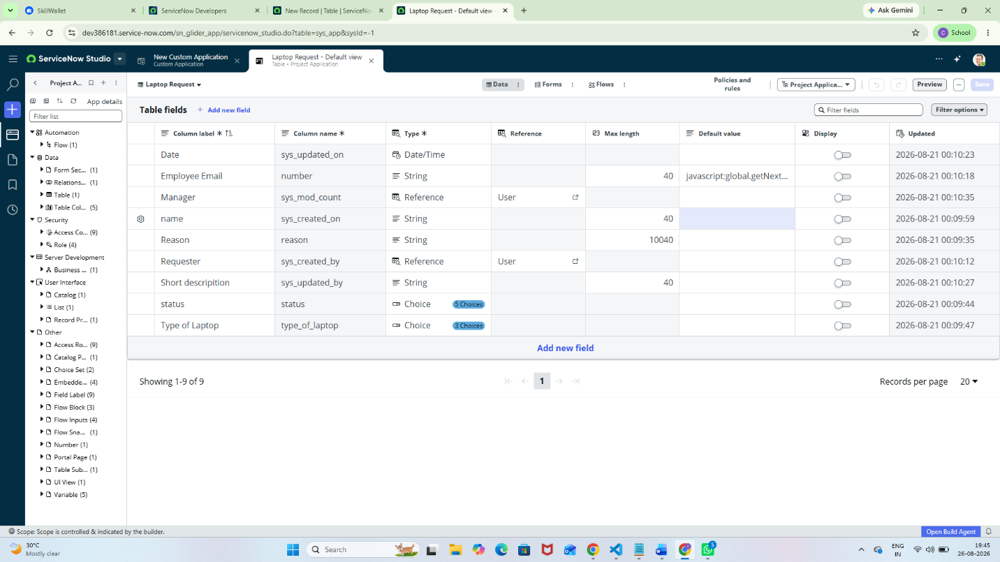 SkillWallet
ServiceNow Developers
New Record | Table | ServiceNo
Laptop Request - Default view -
Ask Gemini
dev386181.service-now.com/sn_glider_app/servicenow_studio.do?table=sys_app&sysId=-1
C School
ServiceNow Studio
New Custom Application
Custom Application
Laptop Request - Default view
Table • Project Application
Project A...
App details
Filter list
Automation
Flow (1)
Data
Form Sec... (1)
Relations... (1)
Table (1)
Table Col... (5)
Security
Access Co... (9)
Role (4)
Server Development
Business ... (1)
User Interface
Catalog (1)
List (1)
Record Pr... (1)
Other
Access Ro... (9)
Catalog P... (1)
Choice Set (2)
Embedde... (4)
Field Label (9)
Flow Block (3)
Flow Inputs (4)
Flow Sna... (1)
Number (1)
Portal Page (1)
Table Sub... (1)
UI View (1)
Variable (5)
Laptop Request
Data Forms Flows
Policies and rules
Project Applica...
Preview
...
Save
Table fields + Add new field
Filter fields
Filter options
Column label * Column name * Type * Reference Max length Default value Display Updated
Date sys_updated_on Date/Time 2026-08-21 00:10:23
Employee Email number String 40 javascript:global.getNext... 2026-08-21 00:10:18
Manager sys_mod_count Reference User 2026-08-21 00:10:35
name sys_created_on String 40 2026-08-21 00:09:59
Reason reason String 10040 2026-08-21 00:09:35
Requester sys_created_by Reference User 2026-08-21 00:10:12
Short descripition sys_updated_by String 40 2026-08-21 00:10:27
status status Choice 5 Choices 2026-08-21 00:09:44
Type of Laptop type_of_laptop Choice 3 Choices 2026-08-21 00:09:47
Add new field
Showing 1-9 of 9
1
Records per page 20
Scope: Scope is controlled & indicated by the builder.
Open Build Agent
30°C
Mostly clear
Search
5
ENG
IN
19:45
26-08-2026